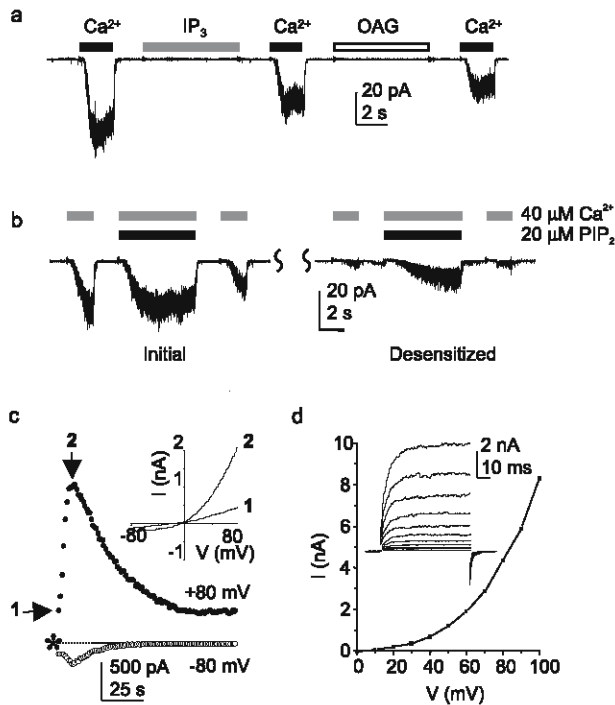 a
Ca²⁺ IP₃ Ca²⁺ OAG Ca²⁺
20 pA
2 s
b
40 µM Ca²⁺
20 µM PIP₂
20 pA
2 s
Initial Desensitized
c
2
1
+80 mV
*
-80 mV
500 pA
25 s
2 2
I (nA)
1
1
-80 80
-1 V (mV)
d
10
8
6
4
2
0
I (nA)
2 nA
10 ms
0 20 40 60 80 100
V (mV)